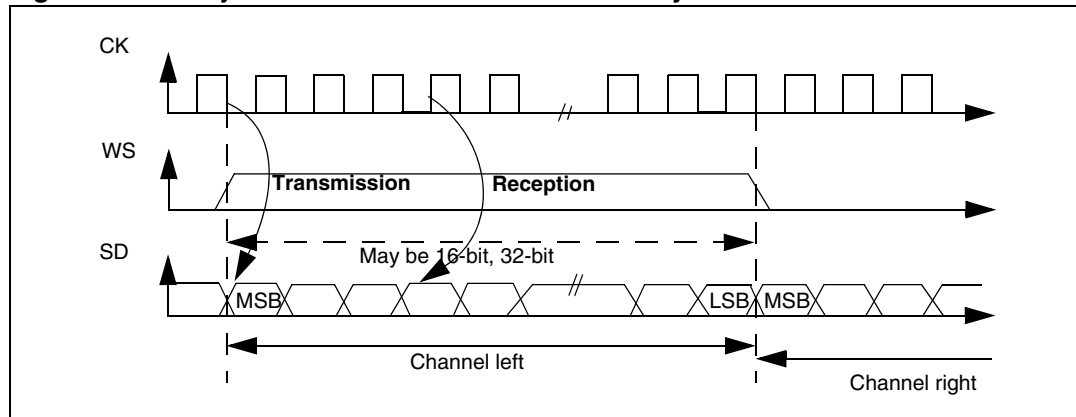 CK
WS
Transmission
Reception
SD
May be 16-bit, 32-bit
MSB
LSB
MSB
Channel left
Channel right